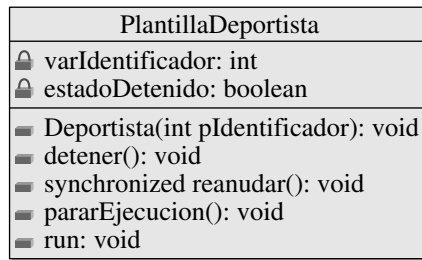 PlantillaDeportista
varIdentificador: int
estadoDetenido: boolean
Deportista(int pIdentificador): void
detener(): void
synchronized reanudar(): void
pararEjecucion(): void
run: void